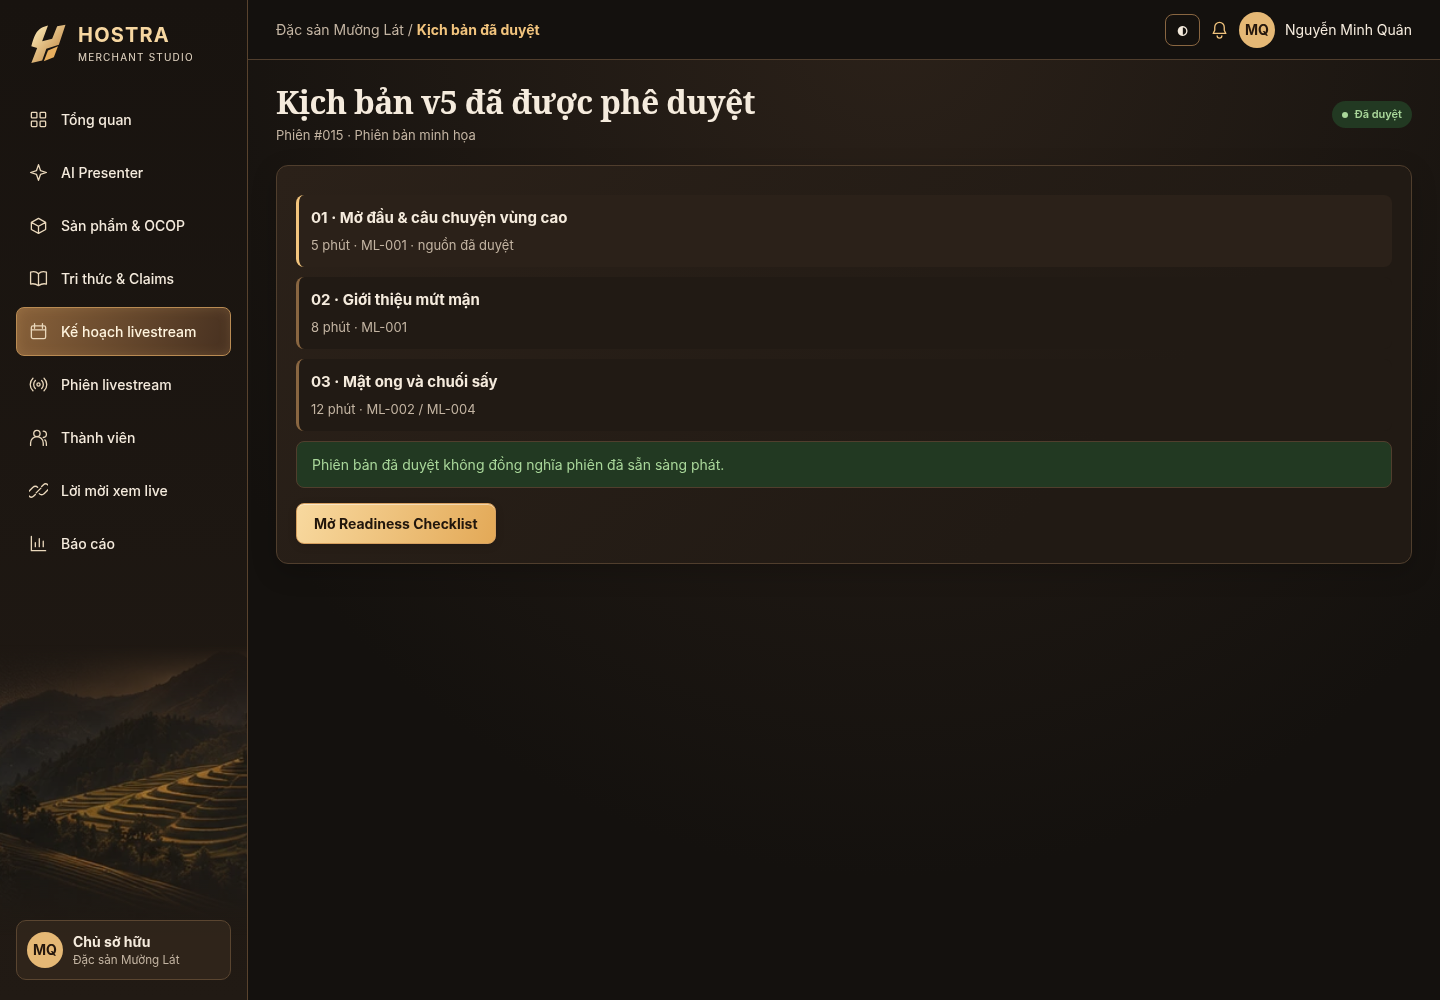 HOSTRA
MERCHANT STUDIO
Tổng quan
AI Presenter
Sản phẩm & OCOP
Tri thức & Claims
Kế hoạch livestream
Phiên livestream
Thành viên
Lời mời xem live
Báo cáo
MQ
Chủ sở hữu
Đặc sản Mường Lát
Đặc sản Mường Lát / Kịch bản đã duyệt
MQ Nguyễn Minh Quân
Kịch bản v5 đã được phê duyệt
Phiên #015 · Phiên bản minh họa
Đã duyệt
01 · Mở đầu & câu chuyện vùng cao
5 phút · ML-001 · nguồn đã duyệt
02 · Giới thiệu mứt mận
8 phút · ML-001
03 · Mật ong và chuối sấy
12 phút · ML-002 / ML-004
Phiên bản đã duyệt không đồng nghĩa phiên đã sẵn sàng phát.
Mở Readiness Checklist